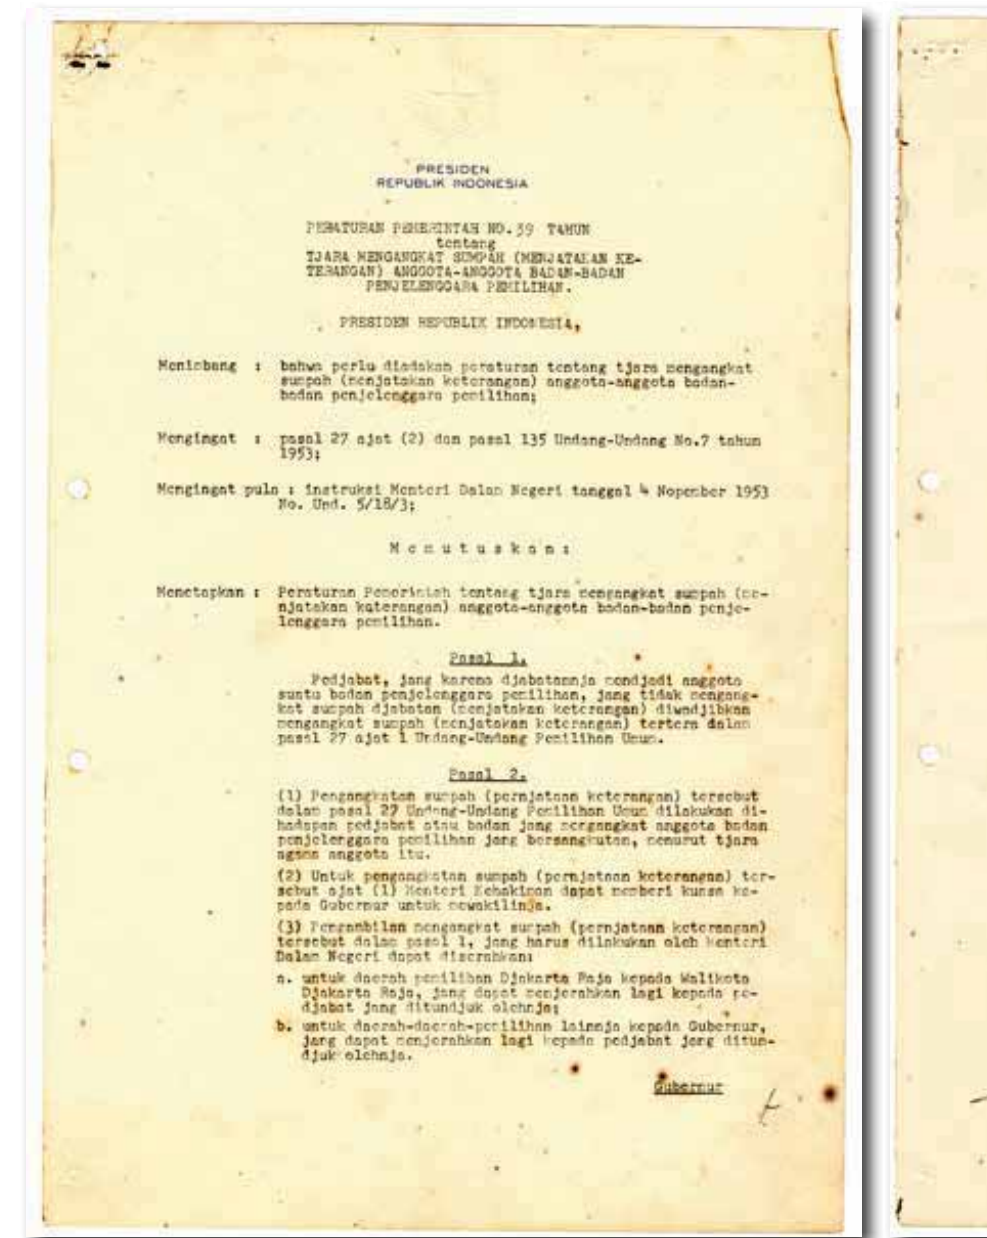 PRESIDEN
REPUBLIK INDONESIA
PERATURAN PEMERINTAH NO.39 TAHUN
tentang
TJARA MENGANGKAT SUMPAH (MENJATAKAN KE-
TERANGAN) ANGGOTA-ANGGOTA BADAN-BADAN
PENJELENGGARA PEMILIHAN.
PRESIDEN REPUBLIK INDONESIA,
Menimbang : bahwa perlu diadakan peraturan tentang tjara mengangkat
sumpah (menjatakan keterangan) anggota-anggota badan-
badan penjelenggara pemilihan;
Mengingat : pasal 27 ajat (2) dan pasal 135 Undang-Undang No.7 tahun
1953;
Mengingat pula : instruksi Menteri Dalam Negeri tanggal 4 Nopember 1953
No. Und. 5/18/3;
Memutuskan:
Menetapkan : Peraturan Pemerintah tentang tjara mengangkat sumpah (me-
njatakan katerangan) anggota-anggota badan-badan penje-
lenggara pemilihan.
Pasal 1.
Pedjabat, jang karena djabatannja mendjadi anggota
suatu badan penjelenggara pemilihan, jang tidak mengang-
kat sumpah djabatan (menjatakan keterangan) diwadjibkan
mengangkat sumpah (menjatakan keterangan) tertera dalam
pasal 27 ajat 1 Undang-Undang Pemilihan Umum.
Pasal 2.
(1) Pengangkatan sumpah (pernjataan keterangan) tersebut
dalam pasal 27 Undang-Undang Pemilihan Umum dilakukan di-
hadapan pedjabat atau badan jang mengangkat anggota badan
penjelenggara pemilihan jang bersangkutan, menurut tjara
agama anggota itu.
(2) Untuk pengangkatan sumpah (pernjataan keterangan) ter-
sebut ajat (1) Menteri Kehakiman dapat memberi kuasa ke-
pada Gubernur untuk mewakilinja.
(3) Pengambilan mengangkat sumpah (pernjataan keterangan)
tersebut dalam pasal 1, jang harus dilakukan oleh Menteri
Dalam Negeri dapat diserahkan:
a. untuk daerah pemilihan Djakarta Raja kepada Walikota
Djakarta Raja, jang dapat menjerahkan lagi kepada pe-
djabat jang ditundjuk olehnja;
b. untuk daerah-daerah-pemilihan lainnja kepada Gubernur,
jang dapat menjerahkan lagi kepada pedjabat jang ditun-
djuk olehnja.
Gubernur